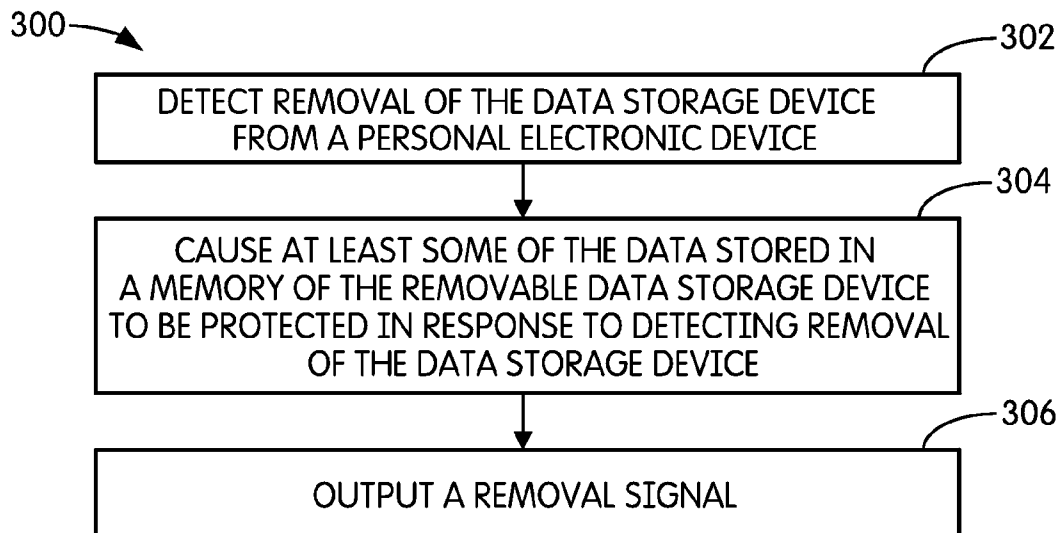 300
302
DETECT REMOVAL OF THE DATA STORAGE DEVICE
FROM A PERSONAL ELECTRONIC DEVICE
304
CAUSE AT LEAST SOME OF THE DATA STORED IN
A MEMORY OF THE REMOVABLE DATA STORAGE DEVICE
TO BE PROTECTED IN RESPONSE TO DETECTING REMOVAL
OF THE DATA STORAGE DEVICE
306
OUTPUT A REMOVAL SIGNAL